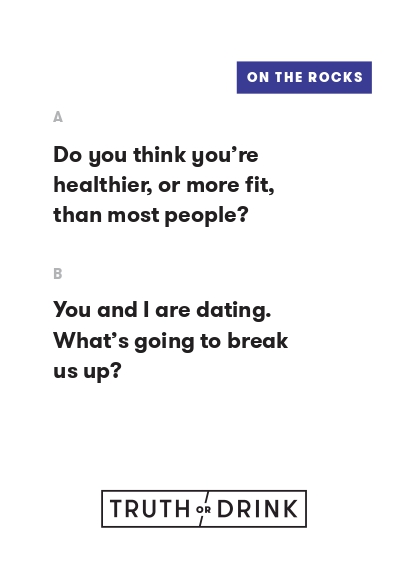 ON THE ROCKS
A
Do you think you're
healthier, or more fit,
than most people?
B
You and I are dating.
What's going to break
us up?
TRUTH OR DRINK